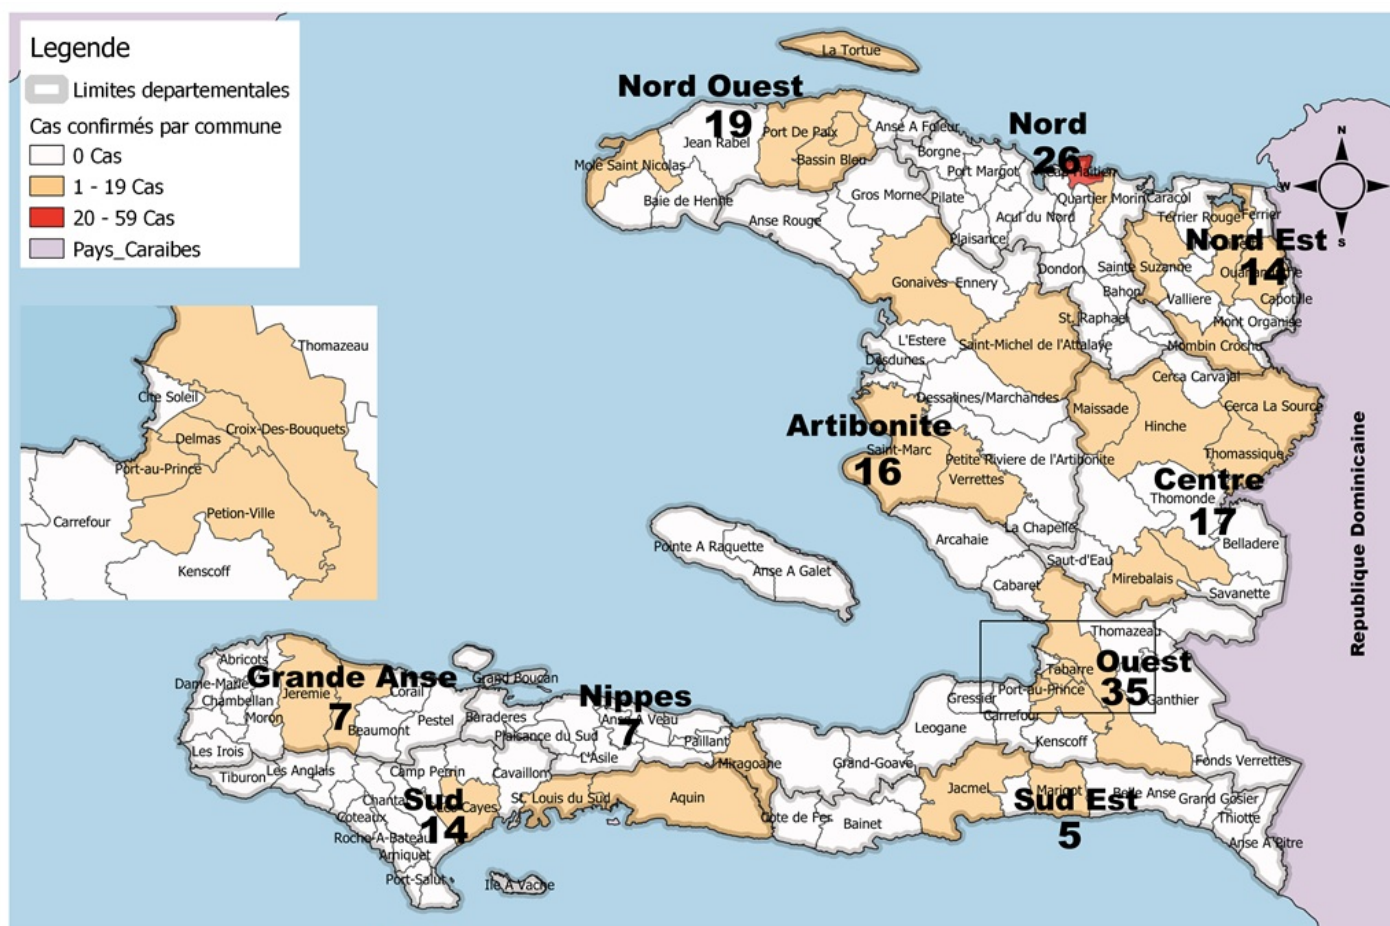 Legende
Limites departementales
Cas confirmés par commune
0 Cas
1 - 19 Cas
20 - 59 Cas
Pays_Caraibes
La Tortue
Nord Ouest
19
Jean Rabel
Port De Paix
Bassin Bleu
Anse A Foleur
Mole Saint Nicolas
Baie de Henne
Anse Rouge
Nord
26
Borgne
Port Margot
Quartier Morin
Caracol
Gros Morne
Pilate
Acul du Nord
Plaisance
Terrier Rouge
Ferrier
N
W
S
Nord Est
14
Gonaives
Ennery
Dondon
Sainte Suzanne
Bahon
Valliere
Capotille
St. Raphael
Mont Organise
Mombin Crochu
L'Estere
Saint-Michel de l'Attalaye
Desdunes
Cerca Carvajal
Dessalines/Marchandes
Maissade
Cerca La Source
Hinche
Artibonite
16
Saint-Marc
Petite Riviere de l'Artibonite
Verrettes
Thomassique
Centre
17
Thomonde
La Chapelle
Belladere
Arcahaie
Saut-d'Eau
Mirebalais
Savanette
Cabaret
Pointe A Raquette
Anse A Galet
Republique Dominicaine
Thomazeau
Cite Soleil
Croix-Des-Bouquets
Delmas
Port-au-Prince
Petion-Ville
Carrefour
Kenscoff
Thomazeau
Ouest
35
Tabarre
Port-au-Prince
Gressier
Ganthier
Carrefour
Leogane
Kenscoff
Fonds Verrettes
Grand-Goave
Abricots
Grande Anse
7
Dame-Marie
Jeremie
Corail
Chambellan
Moron
Beaumont
Pestel
Les Irois
Grand Boucan
Nippes
7
Baraderes
Anse A Veau
Plaisance du Sud
Paillant
L'Asile
Miragoane
Tiburon
Les Anglais
Camp Perrin
Cavaillon
Sud
14
St. Louis du Sud
Aquin
Coteaux
Roche-A-Bateau
Arniquet
Port-Salut
Ile A Vache
Cote de Fer
Bainet
Jacmel
Marigot
Sud Est
5
Belle Anse
Grand Gosier
Thiotte
Anse A Pitre